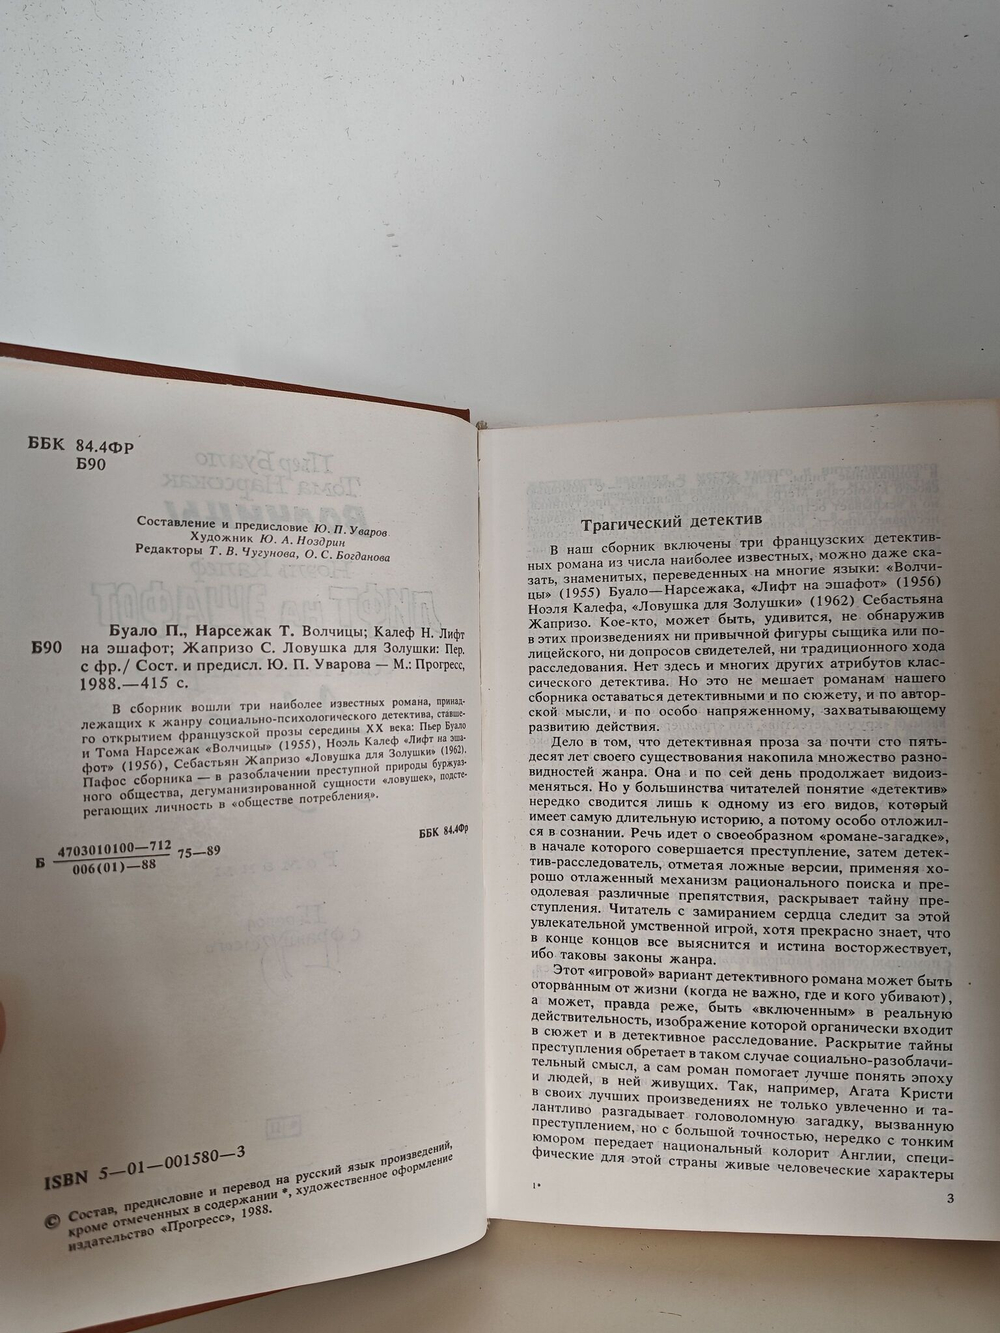 ББК 84.4ФР
Б90
Составление и предисловие Ю. П. Уваров
Художник Ю. А. Ноздрин
Редакторы Т. В. Чугунова, О. С. Богданова
Буало П., Нарсежак Т. Волчицы; Калеф Н. Лифт
Б90 на эшафот; Жапризо С. Ловушка для Золушки: Пер.
с фр./ Сост. и предисл. Ю. П. Уварова — М.: Прогресс,
1988.—415 с.
В сборник вошли три наиболее известных романа, принад-
лежащих к жанру социально-психологического детектива, ставше-
го открытием французской прозы середины XX века: Пьер Буало
и Тома Нарсежак «Волчицы» (1955), Ноэль Калеф «Лифт на эша-
фот» (1956), Себастьян Жапризо «Ловушка для Золушки» (1962).
Пафос сборника — в разоблачении преступной природы буржуаз-
ного общества, дегуманизированной сущности «ловушек», подсте-
регающих личность в «обществе потребления».
Б 4703010100—712
006(01)—88 75—89
ББК 84.4Фр
ISBN 5—01—001580—3
© Состав, предисловие и перевод на русский язык произведений,
кроме отмеченных в содержании *, художественное оформление
издательство «Прогресс», 1988.
Трагический детектив
В наш сборник включены три французских детектив-
ных романа из числа наиболее известных, можно даже ска-
зать, знаменитых, переведенных на многие языки: «Волчи-
цы» (1955) Буало—Нарсежака, «Лифт на эшафот» (1956)
Ноэля Калефа, «Ловушка для Золушки» (1962) Себастьяна
Жапризо. Кое-кто, может быть, удивится, не обнаружив
в этих произведениях ни привычной фигуры сыщика или по-
лицейского, ни допросов свидетелей, ни традиционного хода
расследования. Нет здесь и многих других атрибутов клас-
сического детектива. Но это не мешает романам нашего
сборника оставаться детективными и по сюжету, и по автор-
ской мысли, и по особо напряженному, захватывающему
развитию действия.
Дело в том, что детективная проза за почти сто пять-
десят лет своего существования накопила множество разно-
видностей жанра. Она и по сей день продолжает видоиз-
меняться. Но у большинства читателей понятие «детектив»
нередко сводится лишь к одному из его видов, который
имеет самую длительную историю, а потому особо отложил-
ся в сознании. Речь идет о своеобразном «романе-загадке»,
в начале которого совершается преступление, затем детек-
тив-расследователь, отметая ложные версии, применяя хо-
рошо отлаженный механизм рационального поиска и пре-
одолевая различные препятствия, раскрывает тайну пре-
ступления. Читатель с замиранием сердца следит за этой
увлекательной умственной игрой, хотя прекрасно знает, что
в конце концов все выяснится и истина восторжествует,
ибо таковы законы жанра.
Этот «игровой» вариант детективного романа может быть
оторванным от жизни (когда не важно, где и кого убивают),
а может, правда реже, быть «включенным» в реальную
действительность, изображение которой органически входит
в сюжет и в детективное расследование. Раскрытие тайны
преступления обретает в таком случае социально-разоблачи-
тельный смысл, а сам роман помогает лучше понять эпоху
и людей, в ней живущих. Так, например, Агата Кристи
в своих лучших произведениях не только увлеченно и та-
лантливо разгадывает головоломную загадку, вызванную
преступлением, но с большой точностью, нередко с тонким
юмором передает национальный колорит Англии, специ-
фические для этой страны живые человеческие характеры
1*
3